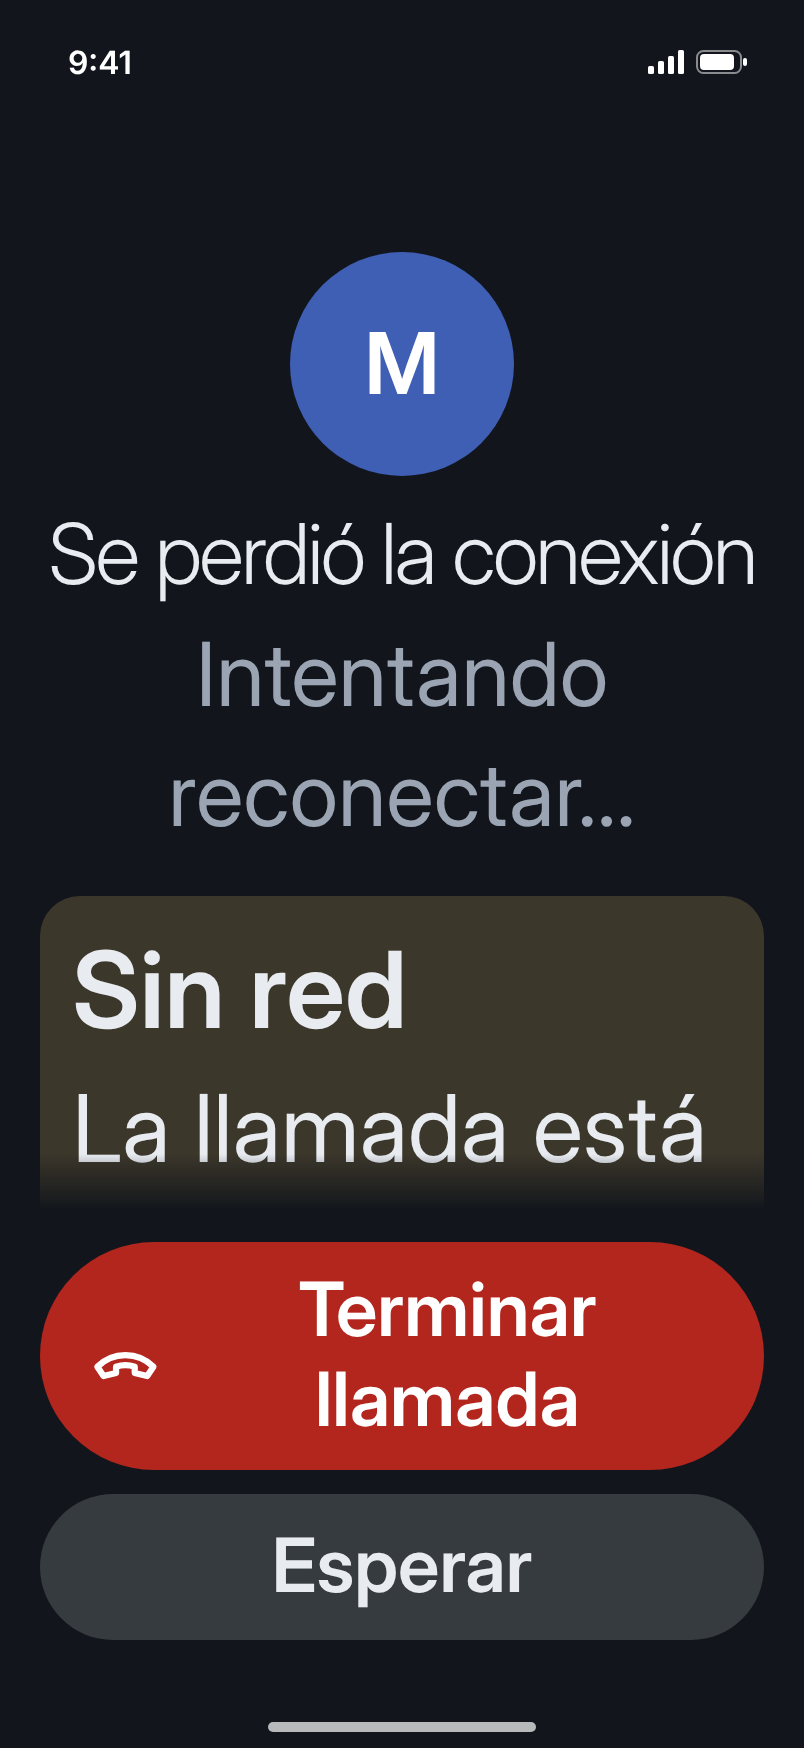 9:41
M
Se perdió la conexión
Intentando
reconectar...
Sin red
La llamada está
Terminar
llamada
Esperar